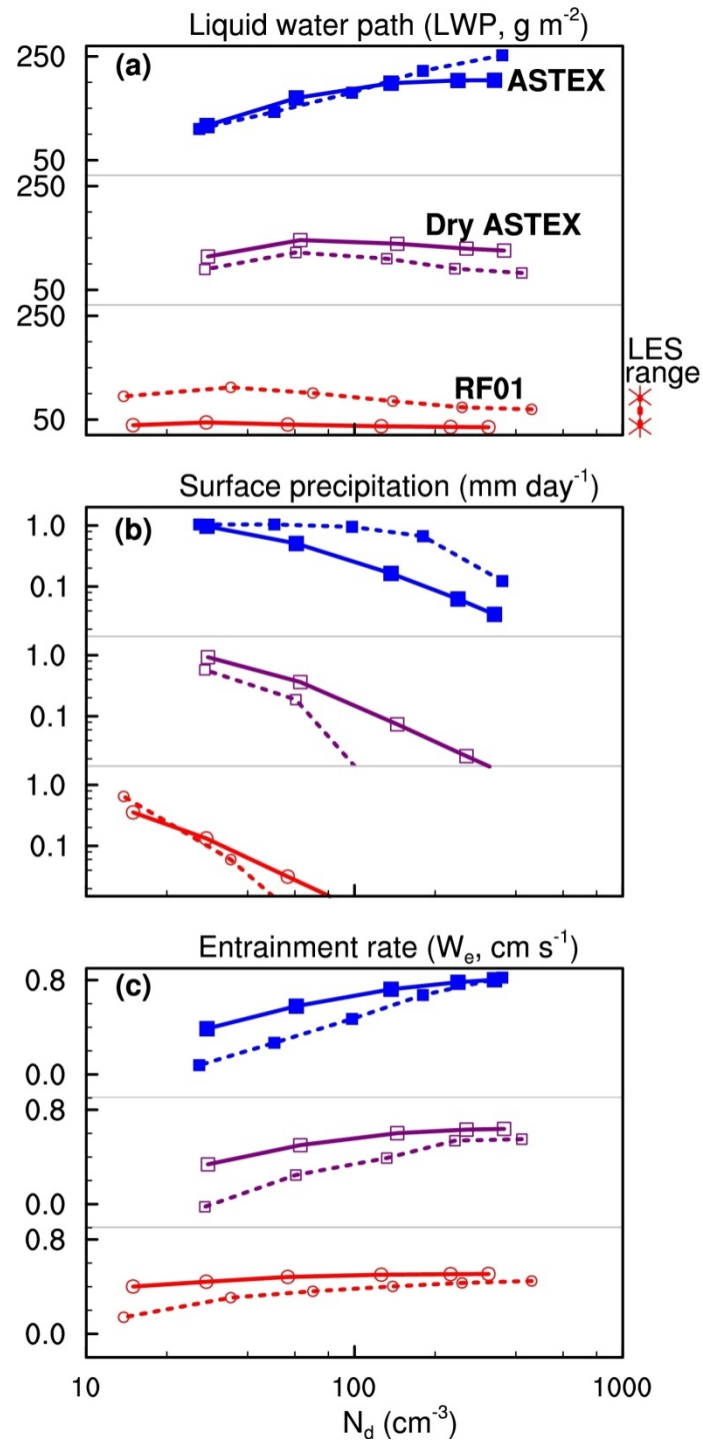 Liquid water path (LWP, g m⁻²)
(a)
250
ASTEX
50
250
Dry ASTEX
50
250
LES
range
RF01
50
Surface precipitation (mm day⁻¹)
(b)
1.0
0.1
1.0
0.1
1.0
0.1
Entrainment rate (Wₑ, cm s⁻¹)
(c)
0.8
0.0
0.8
0.0
0.8
0.0
10 100 1000
N_d (cm⁻³)